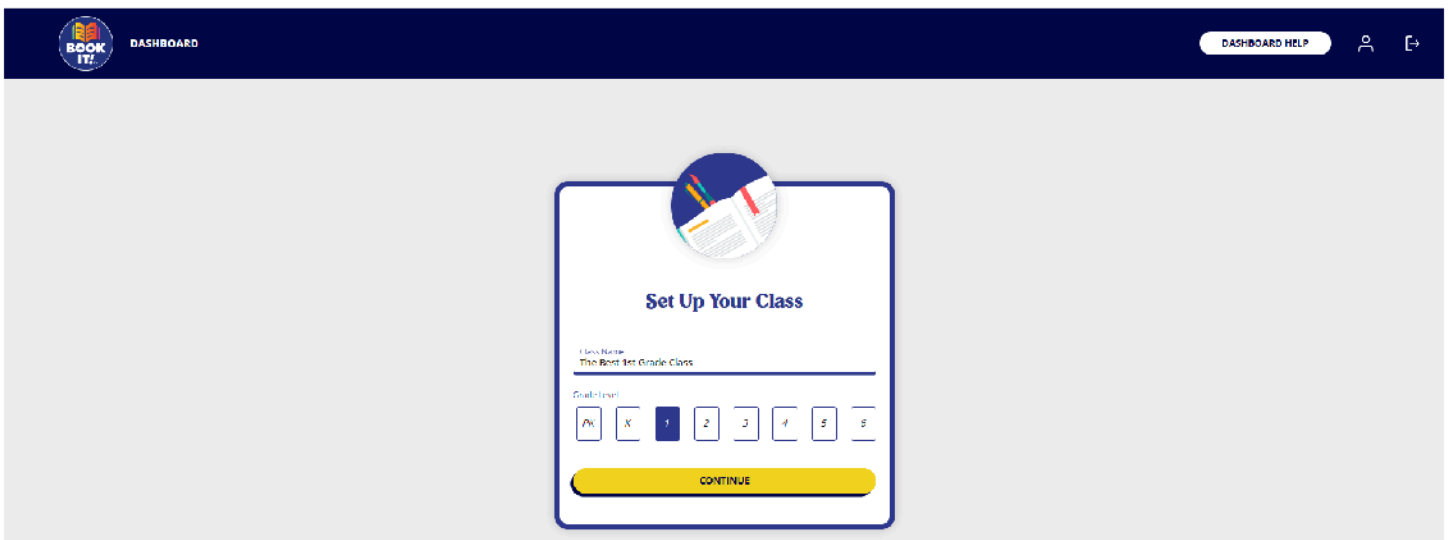 BOOK
IT!
DASHBOARD
DASHBOARD HELP
Set Up Your Class
Class Name
The Best 1st Grade Class
Grade Level
PK K 1 2 3 4 5 6
CONTINUE